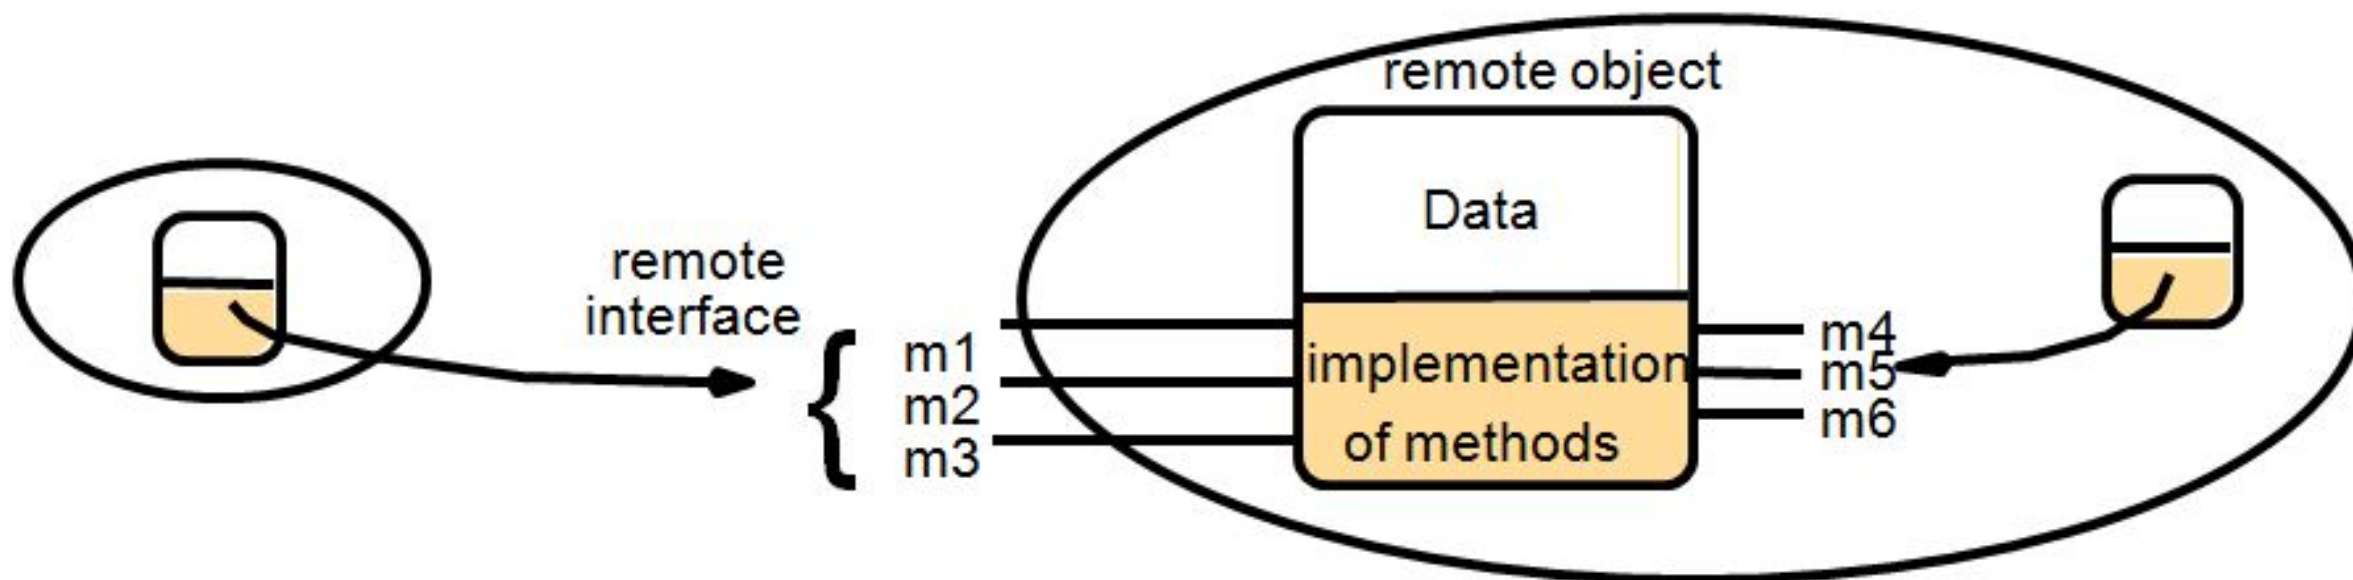 remote object
Data
remote
interface
{
m1
m2
m3
implementation
of methods
m4
m5
m6